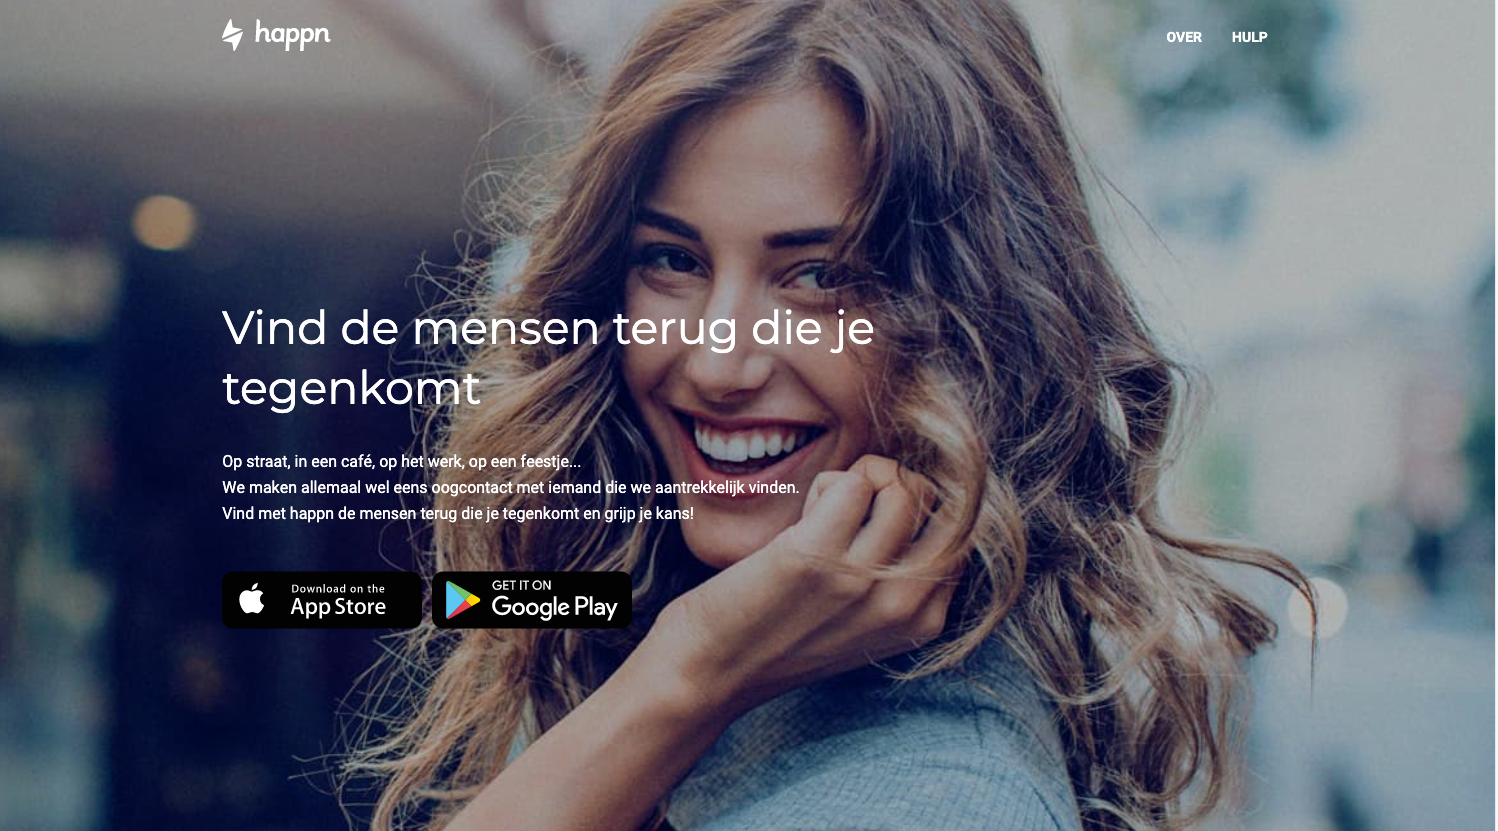 happn
OVER
HULP
Vind de mensen terug die je
tegenkomt
Op straat, in een café, op het werk, op een feestje...
We maken allemaal wel eens oogcontact met iemand die we aantrekkelijk vinden.
Vind met happn de mensen terug die je tegenkomt en grijp je kans!
Download on the
App Store
GET IT ON
Google Play